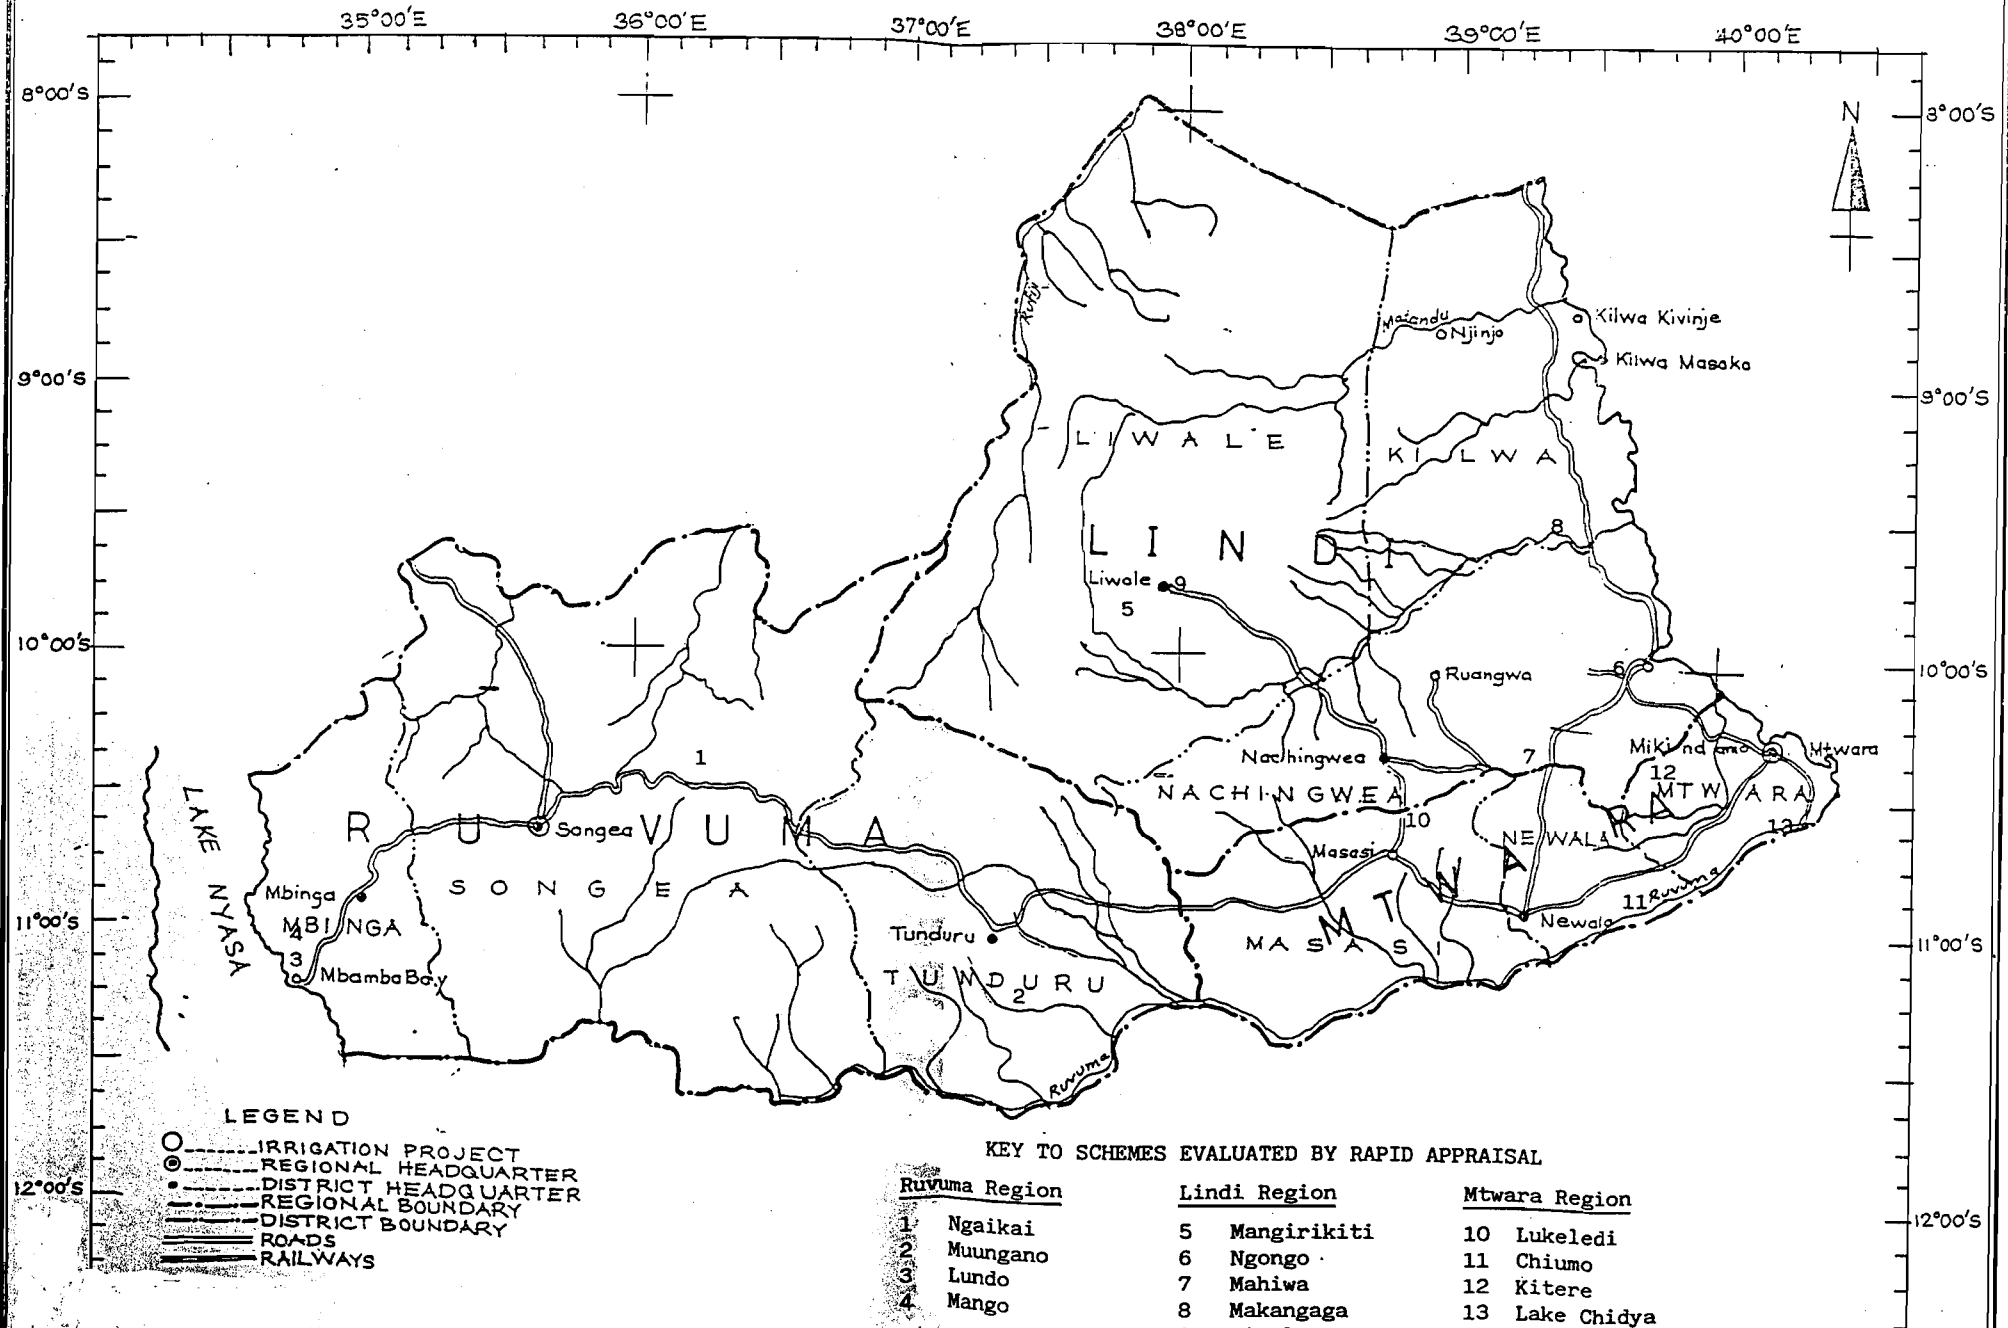 35°00'E 36°00'E 37°00'E 38°00'E 39°00'E 40°00'E
8°00'S
8°00'S
N
Rufiji
Matandu
Njinjo
Kilwa Kivinje
Kilwa Masoko
9°00'S
9°00'S
LIWALE
KILWA
LINDI
8
Liwale
9
5
10°00'S
10°00'S
6
Ruangwa
1
Nachingwea
7
Mikindani
Mtwara
12
MTWARA
NACHINGWEA
10
13
LAKE NYASA
RUVUMA
Songea
Masasi
NEWALA
MTWARA
Mbinga
SONGEA
11
Ruvuma
MBINGA
4
Newala
11°00'S
11°00'S
Tunduru
MASASI
3
Mbamba Bay
TUNDURU
2
Ruvuma
LEGEND
IRRIGATION PROJECT
REGIONAL HEADQUARTER
DISTRICT HEADQUARTER
REGIONAL BOUNDARY
DISTRICT BOUNDARY
ROADS
RAILWAYS
12°00'S
12°00'S
KEY TO SCHEMES EVALUATED BY RAPID APPRAISAL
Ruvuma Region
1 Ngaikai
2 Muungano
3 Lundo
4 Mango
Lindi Region
5 Mangirikiti
6 Ngongo
7 Mahiwa
8 Makangaga
Mtwara Region
10 Lukeledi
11 Chiumo
12 Kitere
13 Lake Chidya